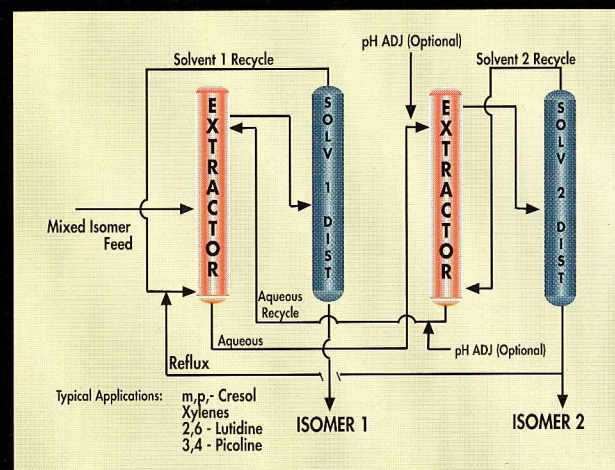 pH ADJ (Optional)
Solvent 1 Recycle
Solvent 2 Recycle
EXTRACTOR
SOLV 1 DIST
EXTRACTOR
SOLV 2 DIST
Mixed Isomer
Feed
Aqueous
Recycle
Aqueous
pH ADJ (Optional)
Reflux
Typical Applications: m,p,- Cresol
Xylenes
2,6 - Lutidine
3,4 - Picoline
ISOMER 1
ISOMER 2